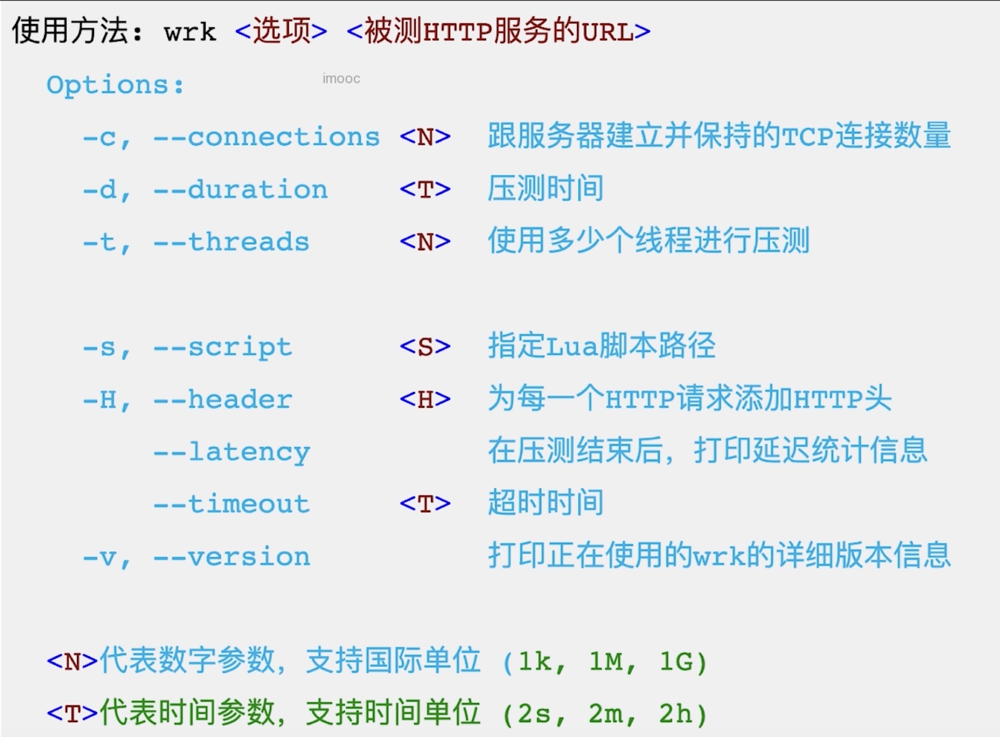 使用方法：wrk <选项> <被测HTTP服务的URL>
Options:
imooc
-c, --connections <N> 跟服务器建立并保持的TCP连接数量
-d, --duration <T> 压测时间
-t, --threads <N> 使用多少个线程进行压测
-s, --script <S> 指定Lua脚本路径
-H, --header <H> 为每一个HTTP请求添加HTTP头
--latency 在压测结束后，打印延迟统计信息
--timeout <T> 超时时间
-v, --version 打印正在使用的wrk的详细版本信息
<N>代表数字参数，支持国际单位 (1k, 1M, 1G)
<T>代表时间参数，支持时间单位 (2s, 2m, 2h)